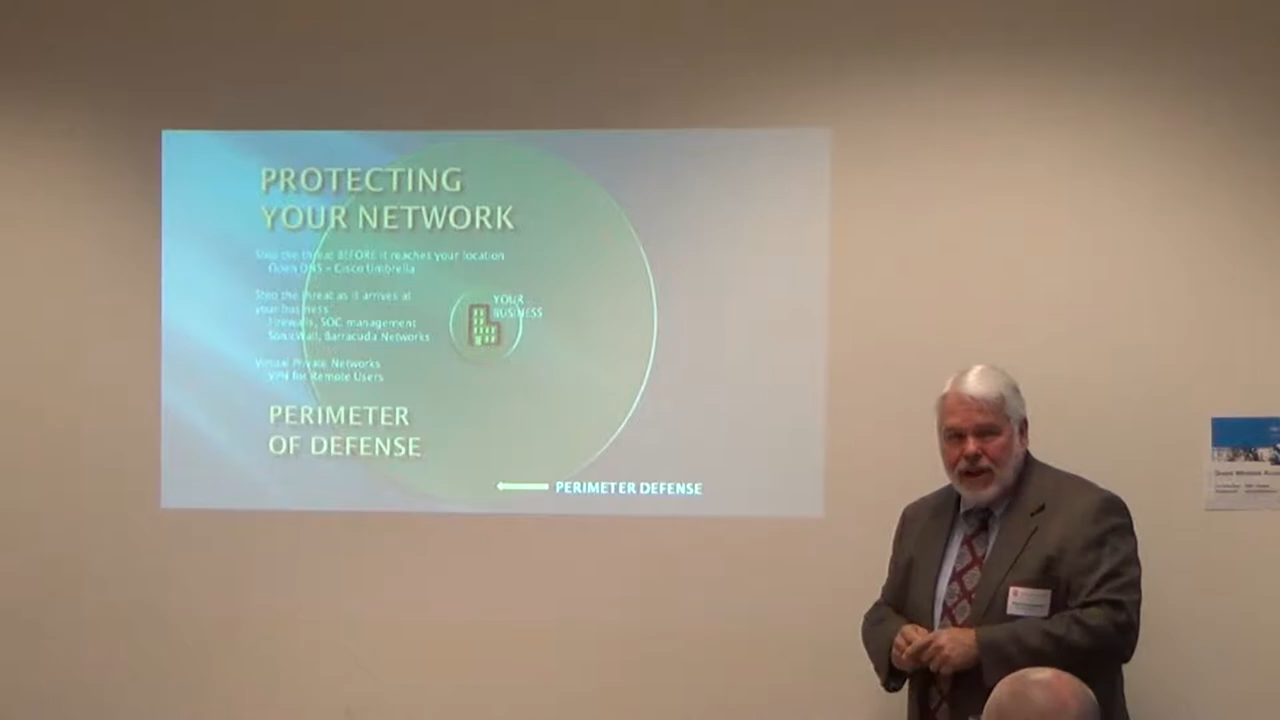 PROTECTING
YOUR NETWORK
Stop the threat BEFORE it reaches your location
Open DNS – Cisco Umbrella
Stop the threat as it arrives at
your business
Firewalls, SOC management
SonicWall, Barracuda Networks
Virtual Private Networks
VPN for Remote Users
YOUR
BUSINESS
PERIMETER
OF DEFENSE
PERIMETER DEFENSE
Guest Wireless